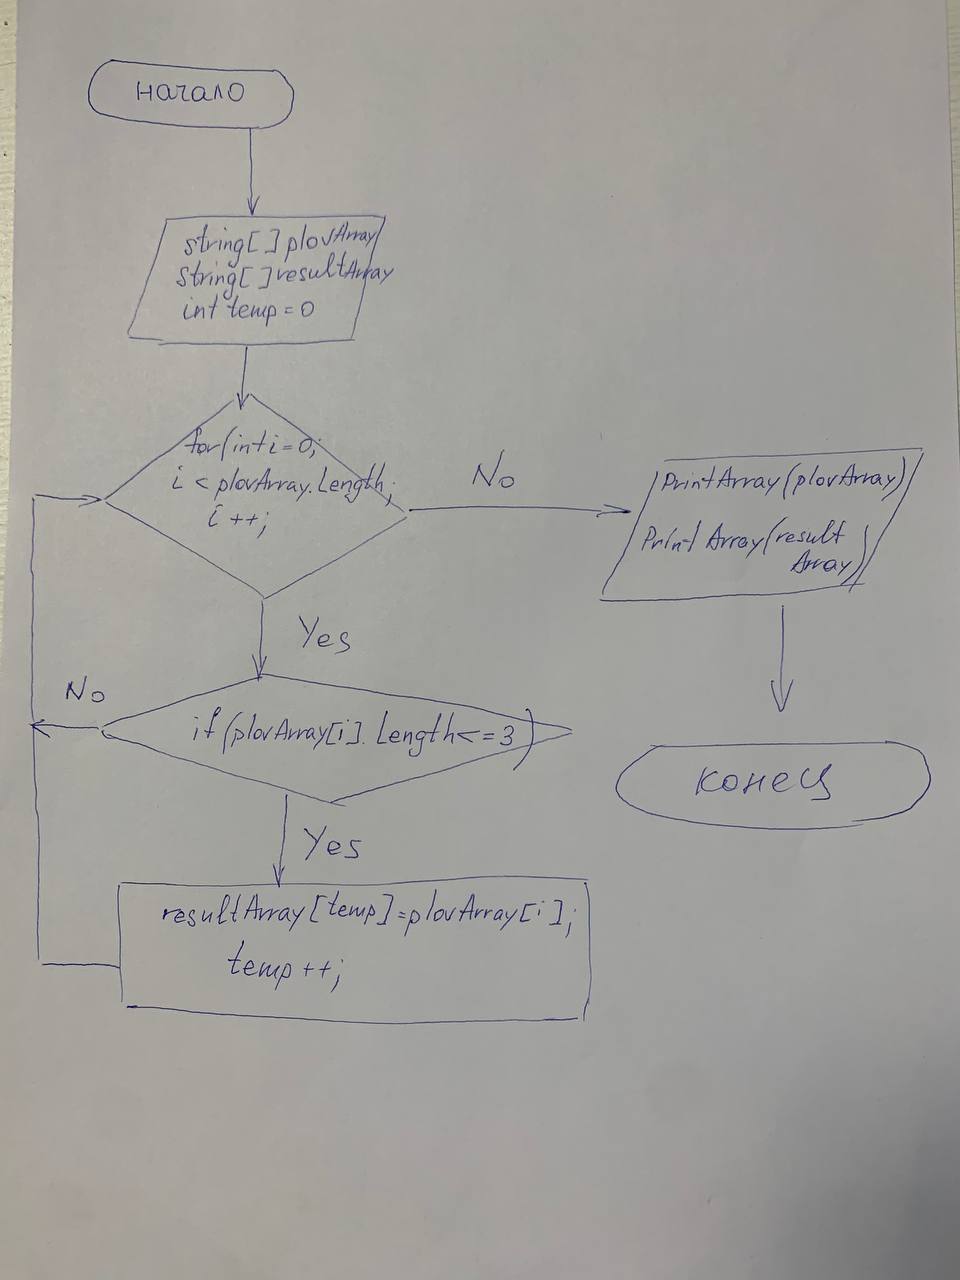 начало
string[] plovArray
String[] resultArray
int temp = 0
for(int i=0;
i < plovArray.Length;
i ++;
No
PrintArray(plovArray)
Print Array(result
Array)
Yes
No
if (plovArray[i]. Length<=3)
конец
Yes
resultArray[temp]=plovArray[i];
temp++;